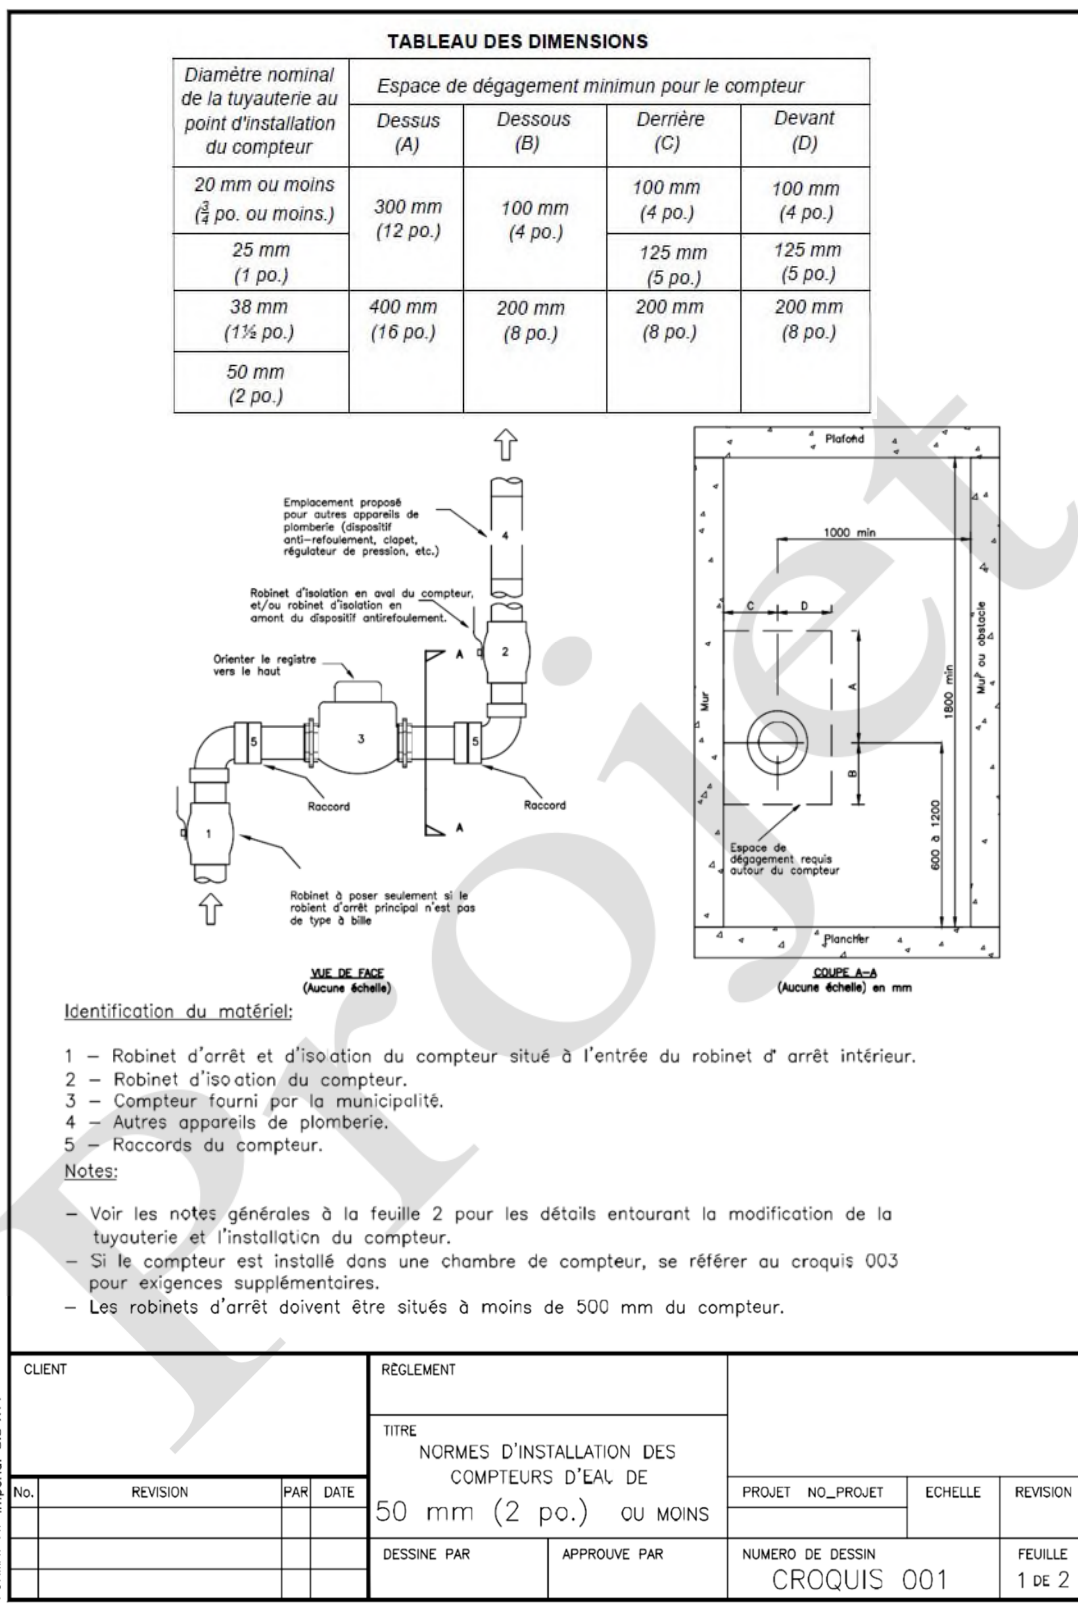 TABLEAU DES DIMENSIONS
Diamètre nominal
de la tuyauterie au
point d'installation
du compteur
Espace de dégagement minimun pour le compteur
Dessus
(A)
Dessous
(B)
Derrière
(C)
Devant
(D)
20 mm ou moins
(¾ po. ou moins.)
300 mm
(12 po.)
100 mm
(4 po.)
100 mm
(4 po.)
100 mm
(4 po.)
25 mm
(1 po.)
125 mm
(5 po.)
125 mm
(5 po.)
38 mm
(1½ po.)
400 mm
(16 po.)
200 mm
(8 po.)
200 mm
(8 po.)
200 mm
(8 po.)
50 mm
(2 po.)
Emplacement proposé
pour autres appareils de
plomberie (dispositif
anti-refoulement, clapet,
régulateur de pression, etc.)
4
Robinet d'isolation en aval du compteur,
et/ou robinet d'isolation en
amont du dispositif antirefoulement.
Orienter le registre
vers le haut
A
2
5
3
5
Raccord
Raccord
1
A
Robinet à poser seulement si le
robient d'arrêt principal n'est pas
de type à bille
VUE DE FACE
(Aucune échelle)
Plafond
1000 min
C
D
A
B
Mur
1800 min
Mur ou obstacle
600 à 1200
Espace de
dégagement requis
autour du compteur
Plancher
COUPE A-A
(Aucune échelle) en mm
Identification du matériel:
1 – Robinet d'arrêt et d'isolation du compteur situé à l'entrée du robinet d' arrêt intérieur.
2 – Robinet d'isolation du compteur.
3 – Compteur fourni par la municipalité.
4 – Autres appareils de plomberie.
5 – Raccords du compteur.
Notes:
– Voir les notes générales à la feuille 2 pour les détails entourant la modification de la
tuyauterie et l'installation du compteur.
– Si le compteur est installé dans une chambre de compteur, se référer au croquis 003
pour exigences supplémentaires.
– Les robinets d'arrêt doivent être situés à moins de 500 mm du compteur.
Projet
CLIENT
RÈGLEMENT
TITRE
NORMES D'INSTALLATION DES
COMPTEURS D'EAU DE
50 mm (2 po.) OU MOINS
No.
REVISION
PAR
DATE
PROJET NO_PROJET
ECHELLE
REVISION
DESSINE PAR
APPROUVE PAR
NUMERO DE DESSIN
CROQUIS 001
FEUILLE
1 DE 2